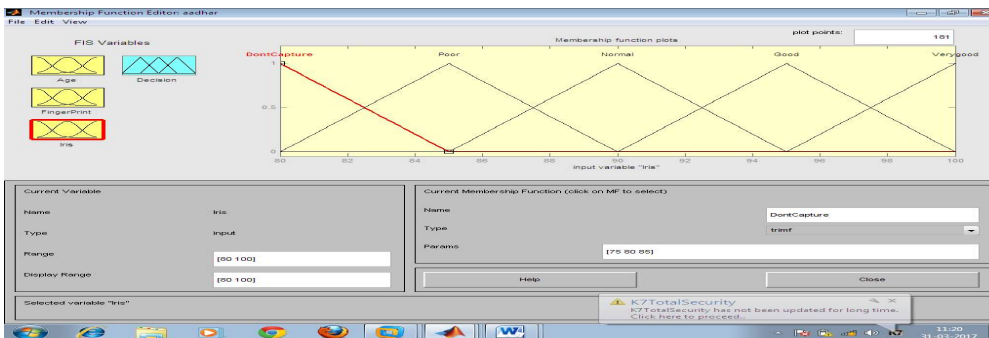 Membership Function Editor: aadhar
File Edit View
FIS Variables
Age
Decision
FingerPrint
Iris
Membership function plots
plot points:
181
DontCapture Poor Normal Good Verygood
1
0.5
0
80 82 84 86 88 90 92 94 96 98 100
input variable "Iris"
Current Variable
Name Iris
Type input
Range [80 100]
Display Range [80 100]
Current Membership Function (click on MF to select)
Name DontCapture
Type trimf
Params [75 80 85]
Help Close
Selected variable "Iris"
K7TotalSecurity
K7TotalSecurity has not been updated for long time.
Click here to proceed..
K7
11:20
31-03-2017